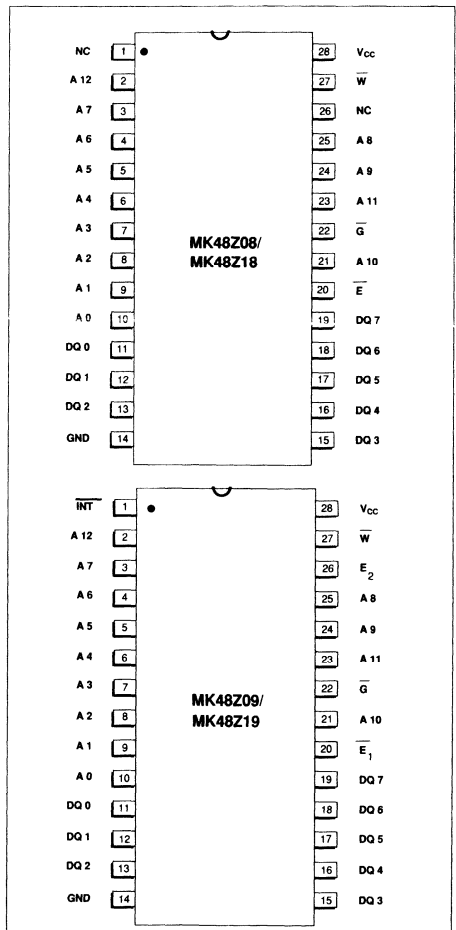 NC 1 28 Vcc
A 12 2 27 W̅
A 7 3 26 NC
A 6 4 25 A 8
A 5 5 24 A 9
A 4 6 23 A 11
A 3 7 22 G̅
MK48Z08/
MK48Z18
A 2 8 21 A 10
A 1 9 20 E̅
A 0 10 19 DQ 7
DQ 0 11 18 DQ 6
DQ 1 12 17 DQ 5
DQ 2 13 16 DQ 4
GND 14 15 DQ 3
I̅N̅T̅ 1 28 Vcc
A 12 2 27 W̅
A 7 3 26 E2
A 6 4 25 A 8
A 5 5 24 A 9
A 4 6 23 A 11
A 3 7 22 G̅
MK48Z09/
MK48Z19
A 2 8 21 A 10
A 1 9 20 E̅1
A 0 10 19 DQ 7
DQ 0 11 18 DQ 6
DQ 1 12 17 DQ 5
DQ 2 13 16 DQ 4
GND 14 15 DQ 3